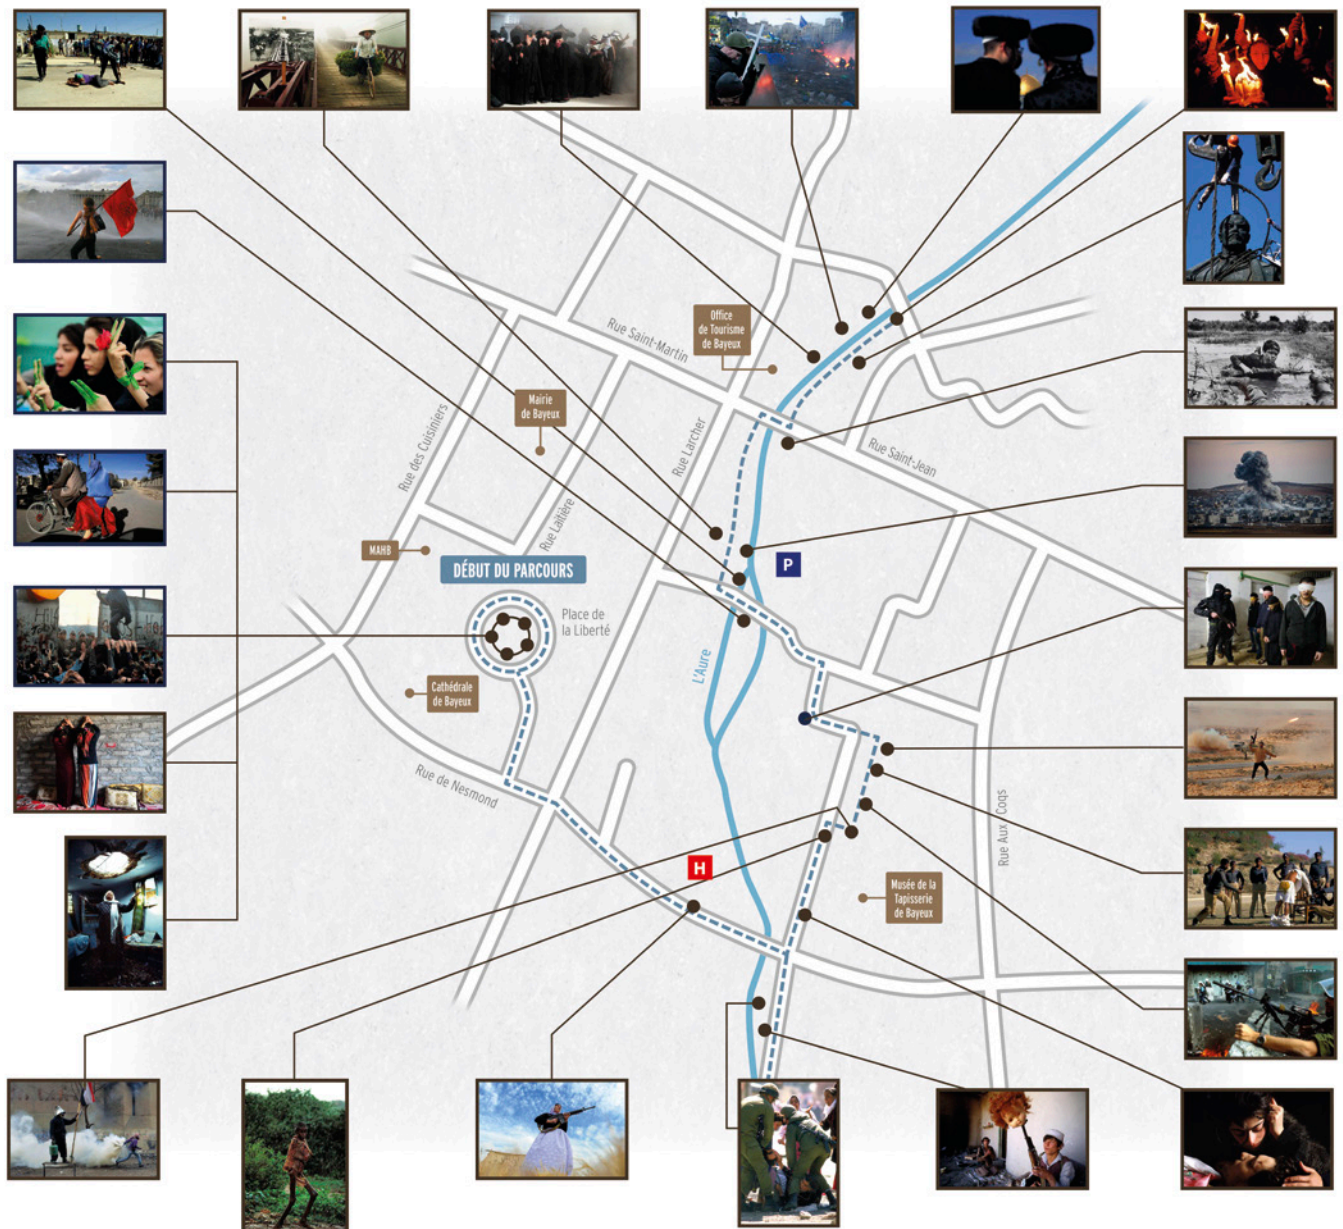 Office
de Tourisme
de Bayeux
Rue Saint-Martin
Mairie
de Bayeux
Rue des Cuisiniers
Rue Larcher
Rue Saint-Jean
Rue Laitière
MAHB
DÉBUT DU PARCOURS
P
Place de
la Liberté
L'Aure
Cathédrale
de Bayeux
Rue de Nesmond
Rue Aux Coqs
H
Musée de la
Tapisserie
de Bayeux